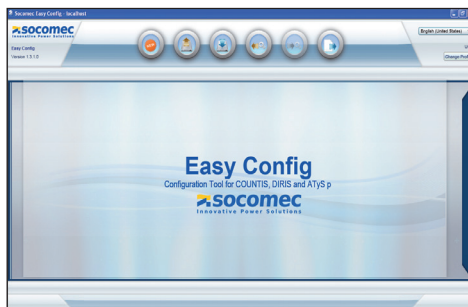 Socomec Easy Config - localhost
socomec
Innovative Power Solutions
Easy Config
Version 1.3.1.0
English (United States)
Change Prof
Easy Config
Configuration Tool for COUNTIS, DIRIS and ATyS p
socomec
Innovative Power Solutions